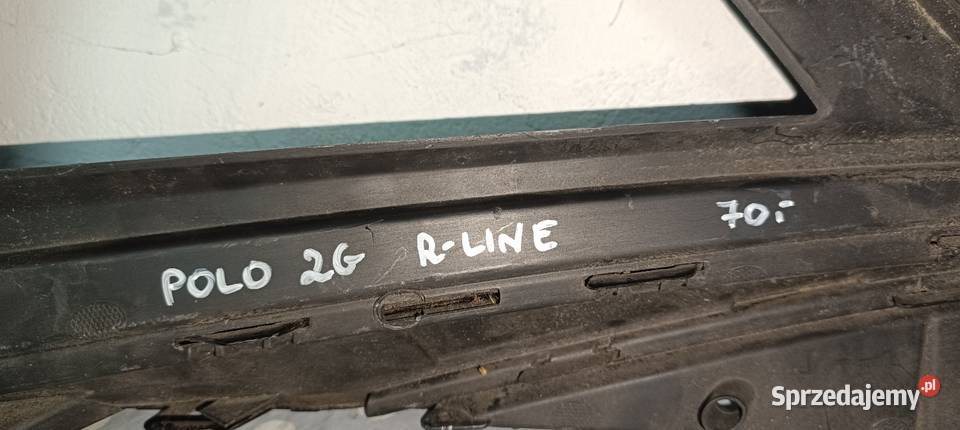 POLO 2G R-LINE 70.-
Sprzedajemy.pl